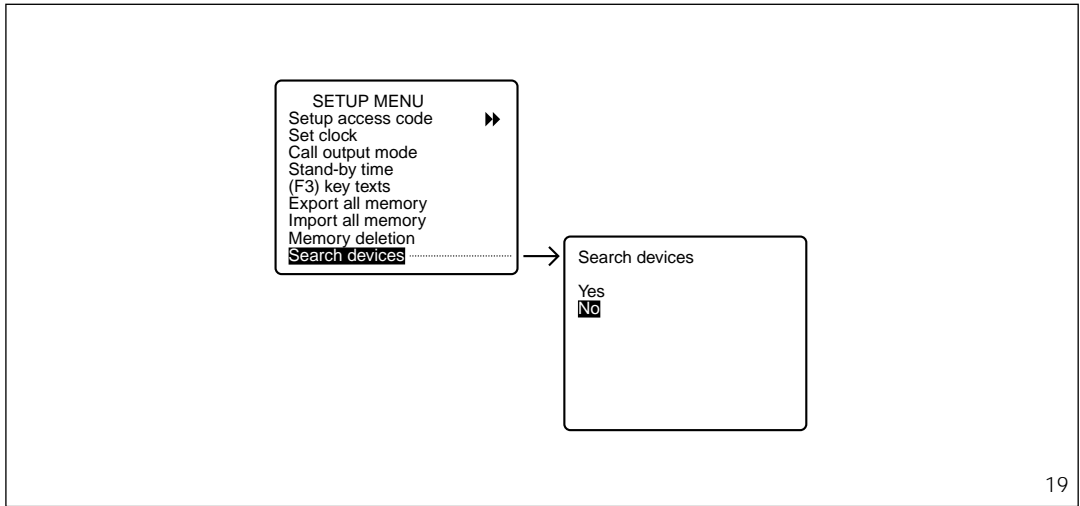 SETUP MENU
Setup access code
Set clock
Call output mode
Stand-by time
(F3) key texts
Export all memory
Import all memory
Memory deletion
Search devices
Search devices
Yes
No
19